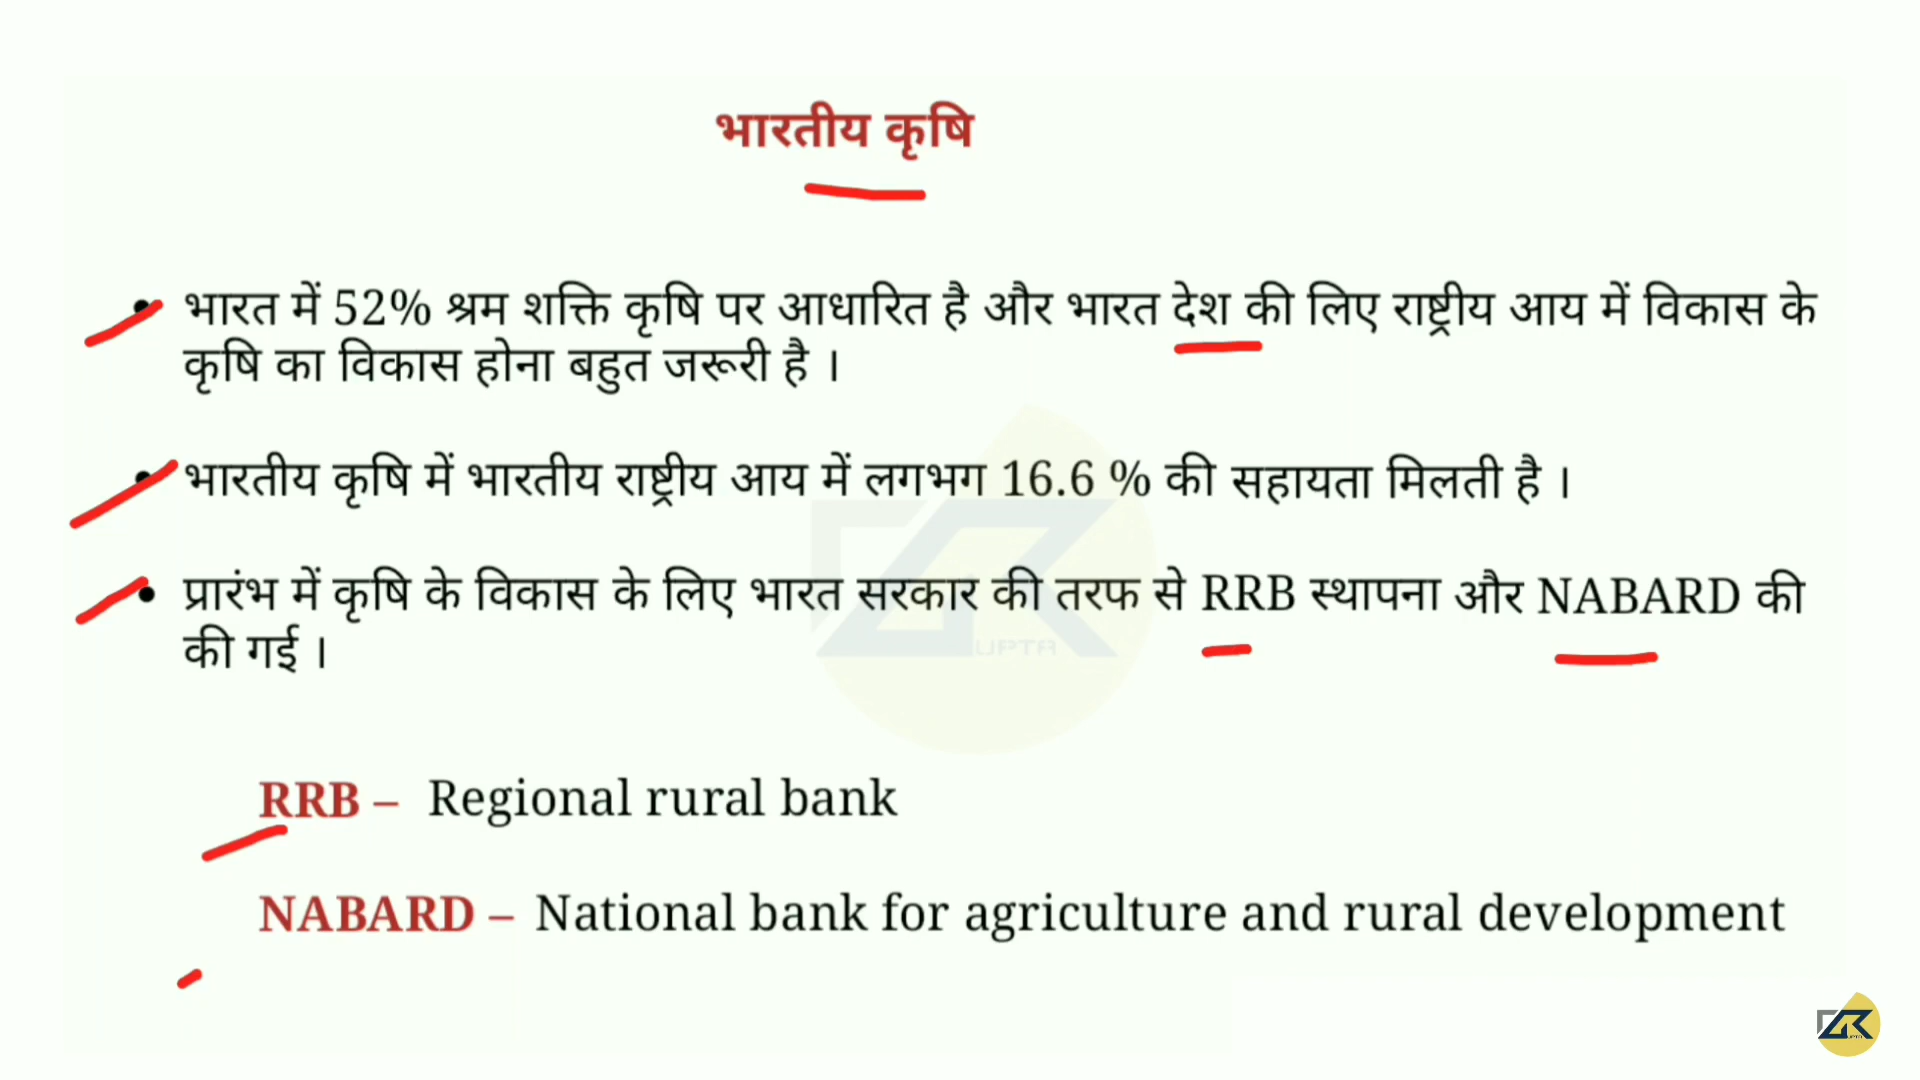 भारतीय कृषि
• भारत में 52% श्रम शक्ति कृषि पर आधारित है और भारत देश की लिए राष्ट्रीय आय में विकास के
कृषि का विकास होना बहुत जरूरी है ।
• भारतीय कृषि में भारतीय राष्ट्रीय आय में लगभग 16.6 % की सहायता मिलती है ।
• प्रारंभ में कृषि के विकास के लिए भारत सरकार की तरफ से RRB स्थापना और NABARD की
की गई ।
UPTA
RRB – Regional rural bank
NABARD – National bank for agriculture and rural development